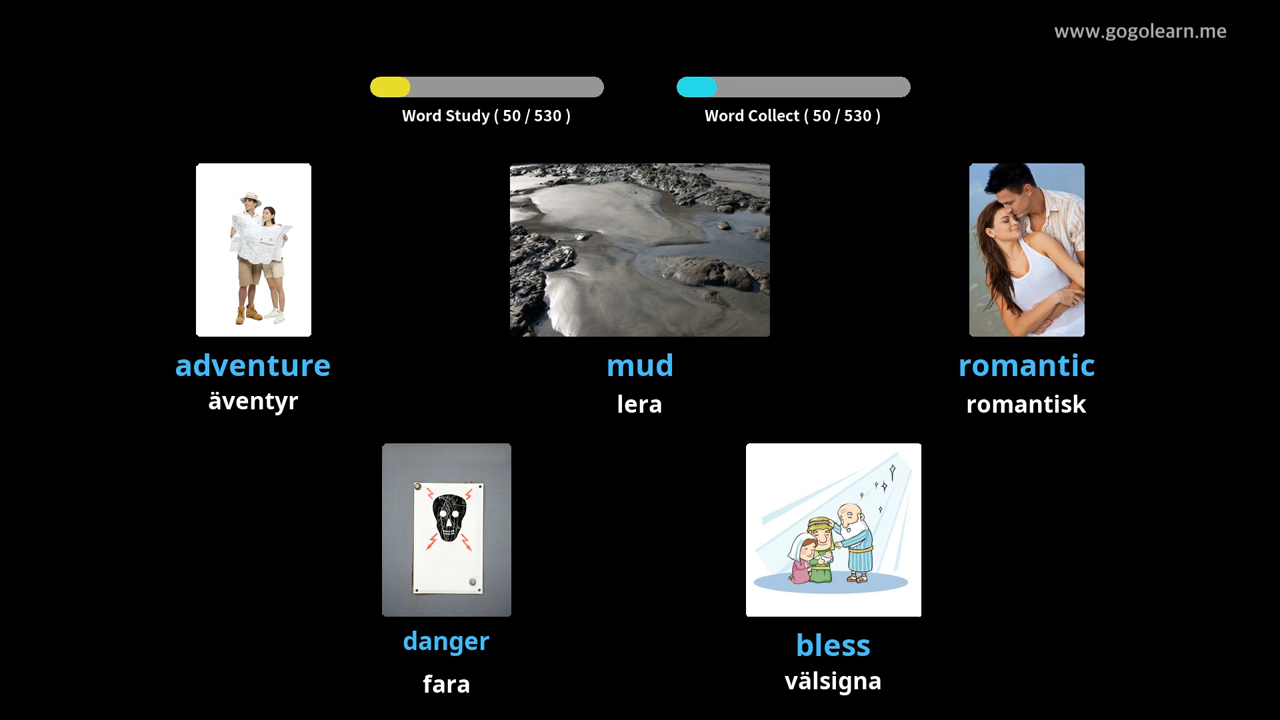 www.gogolearn.me
Word Study ( 50 / 530 )
Word Collect ( 50 / 530 )
adventure
äventyr
mud
lera
romantic
romantisk
danger
fara
bless
välsigna